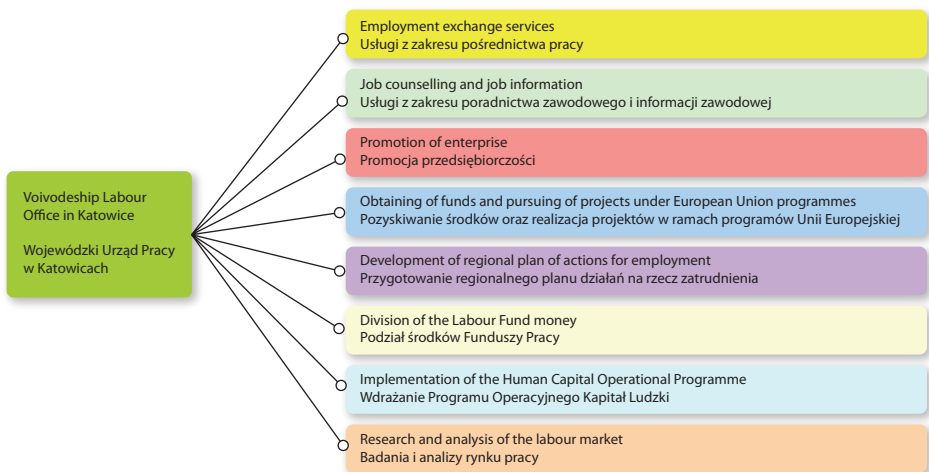 Voivodeship Labour
Office in Katowice
Wojewódzki Urząd Pracy
w Katowicach
Employment exchange services
Usługi z zakresu pośrednictwa pracy
Job counselling and job information
Usługi z zakresu poradnictwa zawodowego i informacji zawodowej
Promotion of enterprise
Promocja przedsiębiorczości
Obtaining of funds and pursuing of projects under European Union programmes
Pozyskiwanie środków oraz realizacja projektów w ramach programów Unii Europejskiej
Development of regional plan of actions for employment
Przygotowanie regionalnego planu działań na rzecz zatrudnienia
Division of the Labour Fund money
Podział środków Funduszy Pracy
Implementation of the Human Capital Operational Programme
Wdrażanie Programu Operacyjnego Kapitał Ludzki
Research and analysis of the labour market
Badania i analizy rynku pracy